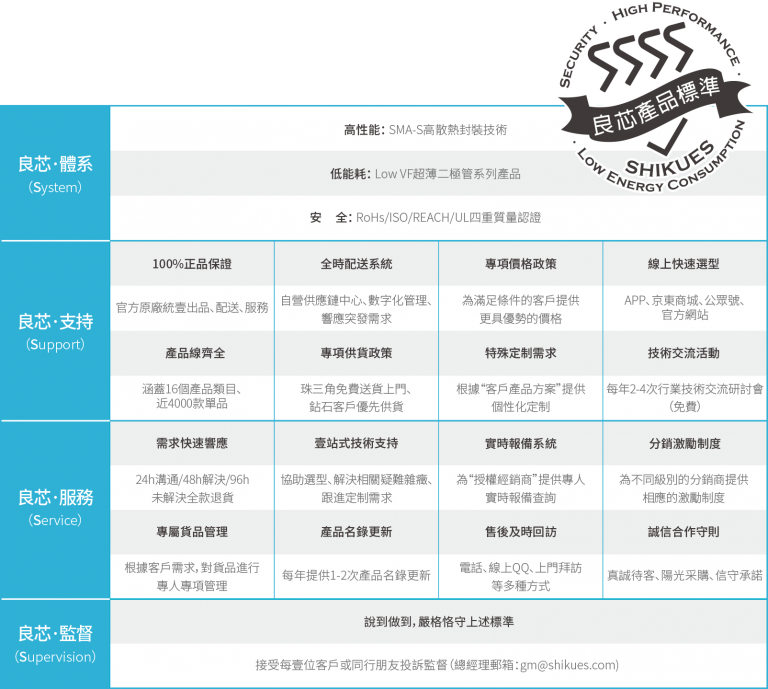 SECURITY · HIGH PERFORMANCE ·
良芯產品標準
SHIKUES
· LOW ENERGY CONSUMPTION
良芯·體系
（System）
高性能：SMA-S高散熱封裝技術
低能耗：Low VF超薄二極管系列產品
安　全：RoHs/ISO/REACH/UL四重質量認證
良芯·支持
（Support）
100%正品保證
全時配送系統
專項價格政策
線上快速選型
官方原廠統壹出品、配送、服務
自營供應鏈中心、數字化管理、
響應突發需求
為滿足條件的客戶提供
更具優勢的價格
APP、京東商城、公眾號、
官方網站
產品線齊全
專項供貨政策
特殊定制需求
技術交流活動
涵蓋16個產品類目、
近4000款單品
珠三角免費送貨上門、
鉆石客戶優先供貨
根據“客戶產品方案”提供
個性化定制
每年2-4次行業技術交流研討會
（免費）
良芯·服務
（Service）
需求快速響應
壹站式技術支持
實時報備系統
分銷激勵制度
24h溝通/48h解決/96h
未解決全款退貨
協助選型、解決相關疑難雜癥、
跟進定制需求
為“授權經銷商”提供專人
實時報備查詢
為不同級別的分銷商提供
相應的激勵制度
專屬貨品管理
產品名錄更新
售後及時回訪
誠信合作守則
根據客戶需求，對貨品進行
專人專項管理
每年提供1-2次產品名錄更新
電話、線上QQ、上門拜訪
等多種方式
真誠待客、陽光采購、信守承諾
良芯·監督
（Supervision）
說到做到，嚴格恪守上述標準
接受每壹位客戶或同行朋友投訴監督（總經理郵箱：gm@shikues.com)